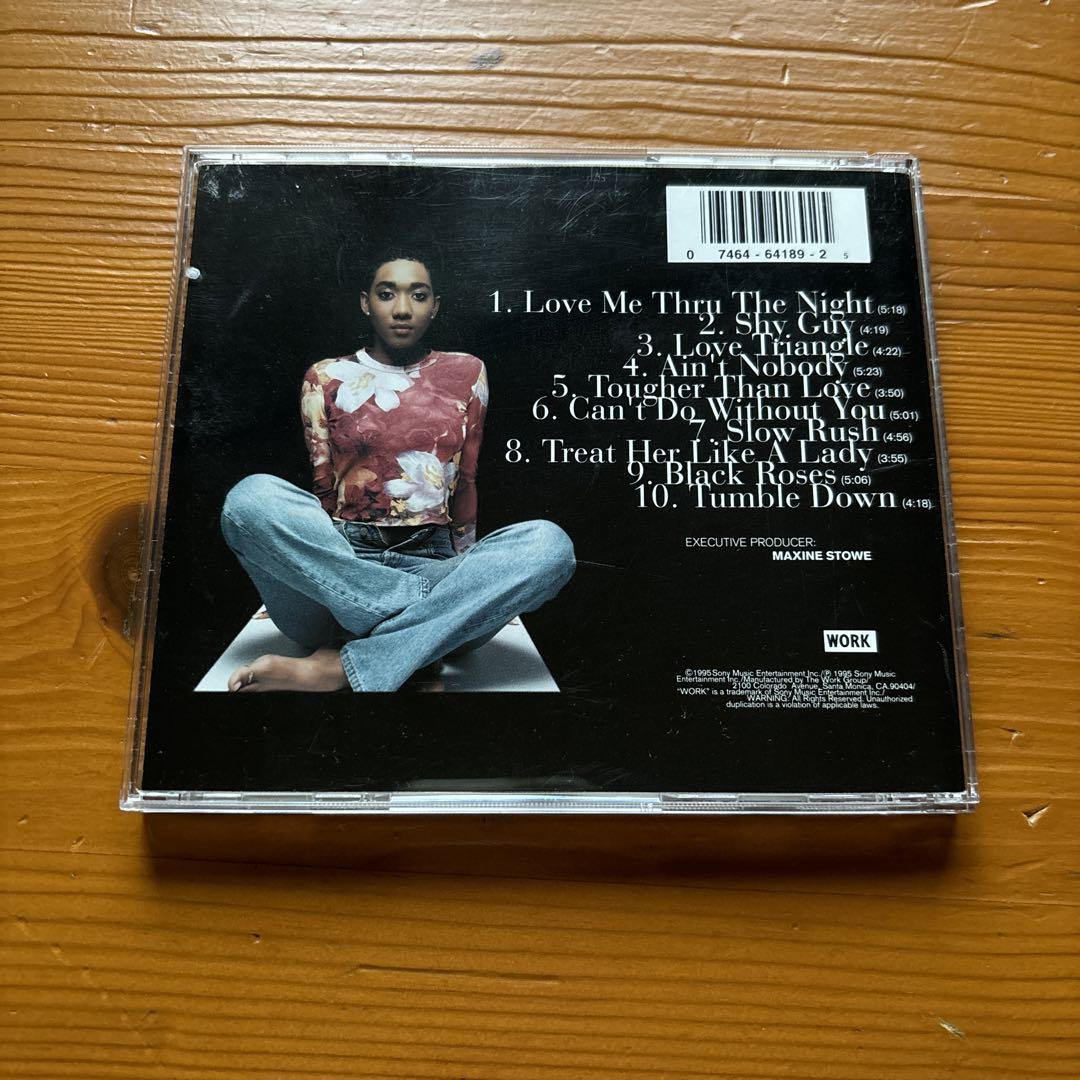 0 7464 - 64189 - 2 5
1. Love Me Thru The Night (5:18)
2. Shy Guy (4:19)
3. Love Triangle (4:22)
4. Ain't Nobody (5:23)
5. Tougher Than Love (3:50)
6. Can't Do Without You (5:01)
7. Slow Rush (4:56)
8. Treat Her Like A Lady (3:55)
9. Black Roses (5:06)
10. Tumble Down (4:18)
EXECUTIVE PRODUCER:
MAXINE STOWE
WORK
©1995 Sony Music Entertainment Inc./℗ 1995 Sony Music
Entertainment Inc./Manufactured by The Work Group/
2100 Colorado Avenue, Santa Monica, CA 90404/
"WORK" is a trademark of Sony Music Entertainment Inc./
WARNING: All Rights Reserved. Unauthorized
duplication is a violation of applicable laws.